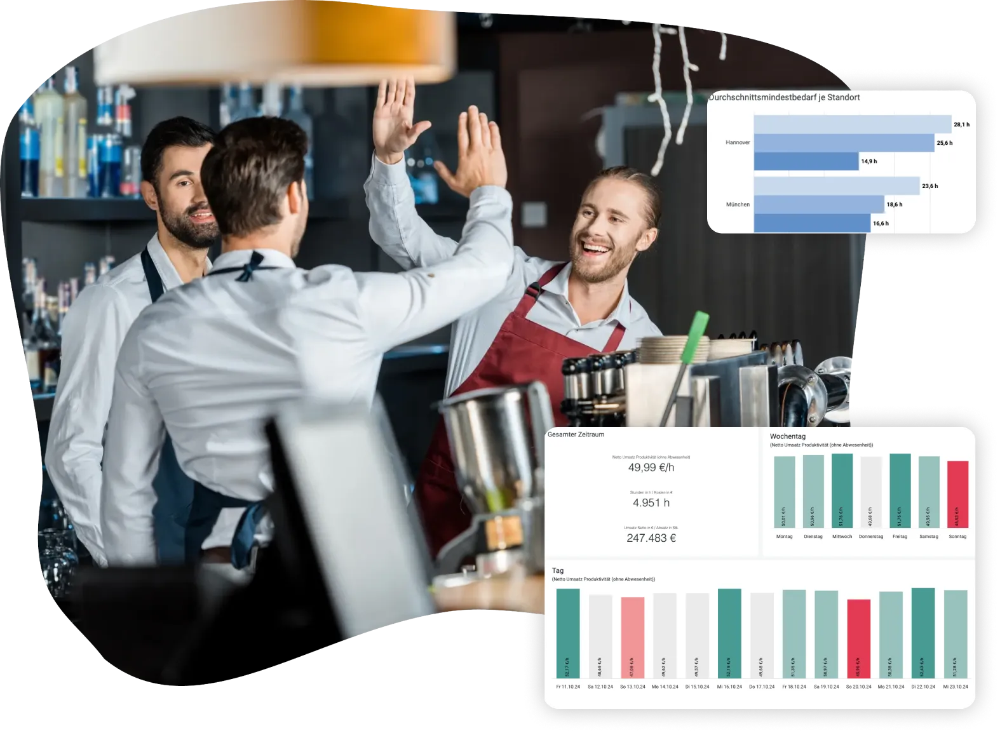 Durchschnittsmindestbedarf je Standort
28,1 h
Hannover
25,6 h
14,9 h
23,6 h
München
18,6 h
16,6 h
Gesamter Zeitraum
Netto Umsatz Produktivität (ohne Abwesenheit)
49,99 €/h
Stunden in h / Kosten in €
4.951 h
Umsatz Netto in € / Absatz in Stk
247.483 €
Wochentag
(Netto Umsatz Produktivität (ohne Abwesenheit))
50,01 €/h
50,96 €/h
51,76 €/h
49,68 €/h
51,75 €/h
49,95 €/h
46,53 €/h
Montag Dienstag Mittwoch Donnerstag Freitag Samstag Sonntag
Tag
(Netto Umsatz Produktivität (ohne Abwesenheit))
52,17 €/h
48,69 €/h
47,08 €/h
49,62 €/h
49,57 €/h
52,19 €/h
49,68 €/h
51,35 €/h
50,97 €/h
45,96 €/h
50,38 €/h
52,43 €/h
51,28 €/h
Fr 11.10.24 Sa 12.10.24 So 13.10.24 Mo 14.10.24 Di 15.10.24 Mi 16.10.24 Do 17.10.24 Fr 18.10.24 Sa 19.10.24 So 20.10.24 Mo 21.10.24 Di 22.10.24 Mi 23.10.24